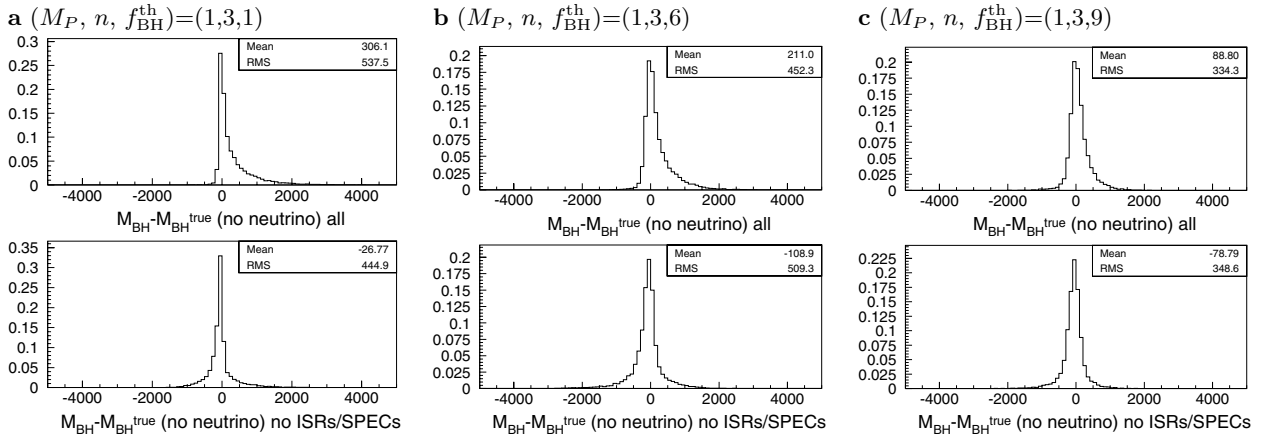 a (M_P, n, f_BH^th)=(1,3,1)
Mean 306.1
RMS 537.5
0.3
0.25
0.2
0.15
0.1
0.05
0
-4000 -2000 0 2000 4000
M_BH-M_BH^true (no neutrino) all
Mean -26.77
RMS 444.9
0.35
0.3
0.25
0.2
0.15
0.1
0.05
0
-4000 -2000 0 2000 4000
M_BH-M_BH^true (no neutrino) no ISRs/SPECs
b (M_P, n, f_BH^th)=(1,3,6)
Mean 211.0
RMS 452.3
0.2
0.175
0.15
0.125
0.1
0.075
0.05
0.025
0
-4000 -2000 0 2000 4000
M_BH-M_BH^true (no neutrino) all
Mean -108.9
RMS 509.3
0.2
0.175
0.15
0.125
0.1
0.075
0.05
0.025
0
-4000 -2000 0 2000 4000
M_BH-M_BH^true (no neutrino) no ISRs/SPECs
c (M_P, n, f_BH^th)=(1,3,9)
Mean 88.80
RMS 334.3
0.2
0.175
0.15
0.125
0.1
0.075
0.05
0.025
0
-4000 -2000 0 2000 4000
M_BH-M_BH^true (no neutrino) all
Mean -78.79
RMS 348.6
0.225
0.2
0.175
0.15
0.125
0.1
0.075
0.05
0.025
0
-4000 -2000 0 2000 4000
M_BH-M_BH^true (no neutrino) no ISRs/SPECs